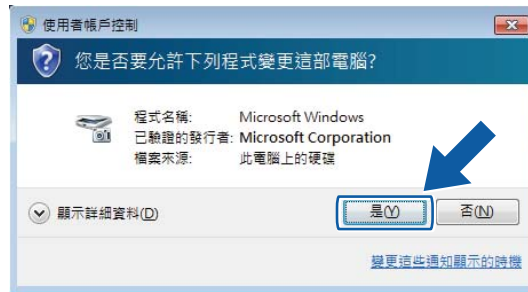 使用者帳戶控制
您是否要允許下列程式變更這部電腦?
程式名稱: Microsoft Windows
已驗證的發行者: Microsoft Corporation
檔案來源: 此電腦上的硬碟
顯示詳細資料(D)
是(Y)
否(N)
變更這些通知顯示的時機